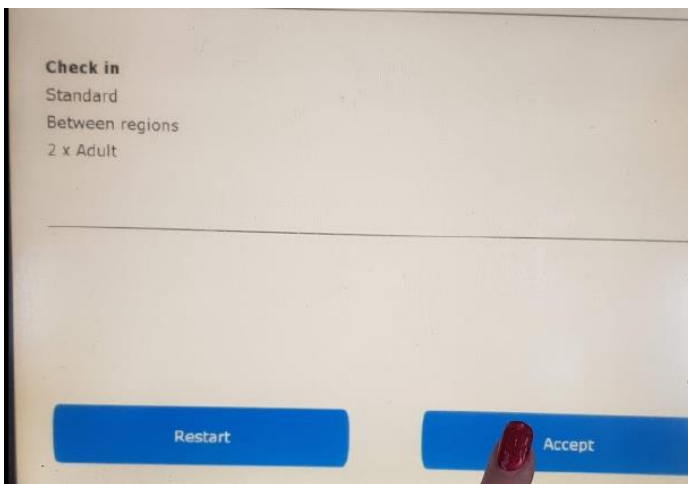 Check in
Standard
Between regions
2 x Adult
Restart
Accept